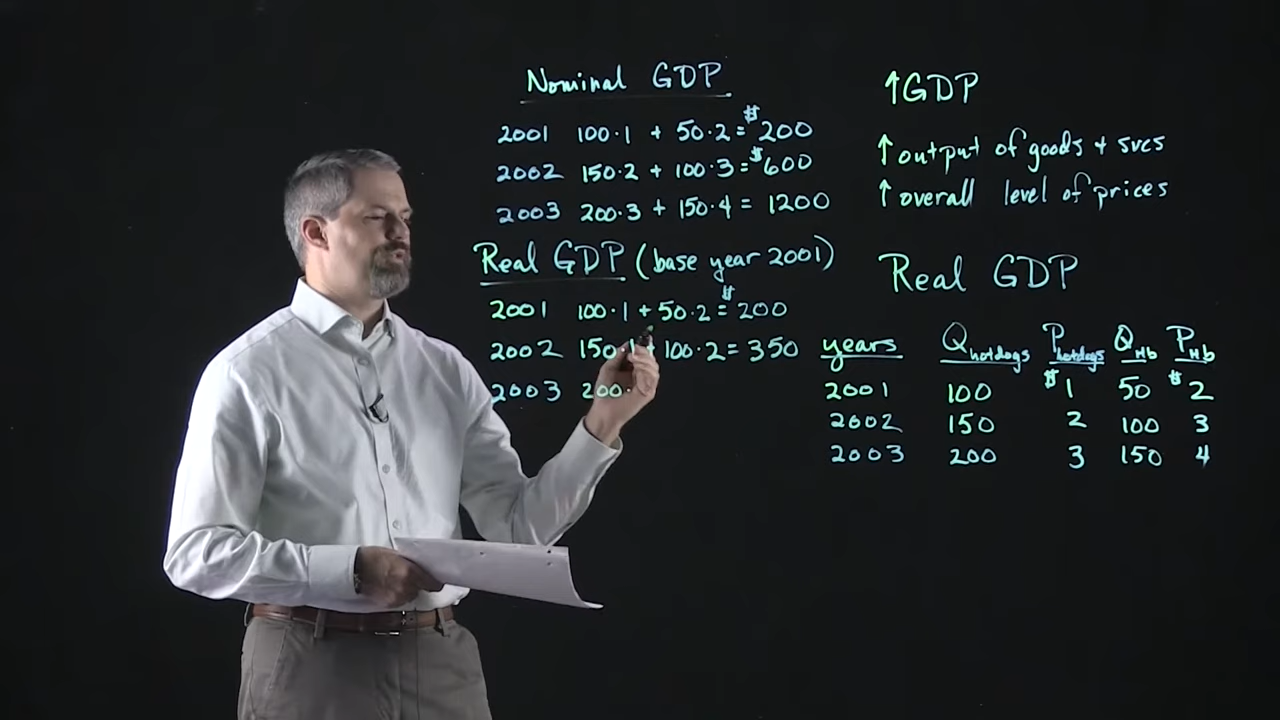 Nominal GDP
2001 100·1 + 50·2 = $200
2002 150·2 + 100·3 = $600
2003 200·3 + 150·4 = 1200
Real GDP (base year 2001)
2001 100·1 + 50·2 = $200
2002 150·1 + 100·2 = 350
2003 200·
↑GDP
↑output of goods + svcs
↑overall level of prices
Real GDP
years Qhotdogs Photdogs QHb PHb
2001 100 $1 50 $2
2002 150 2 100 3
2003 200 3 150 4